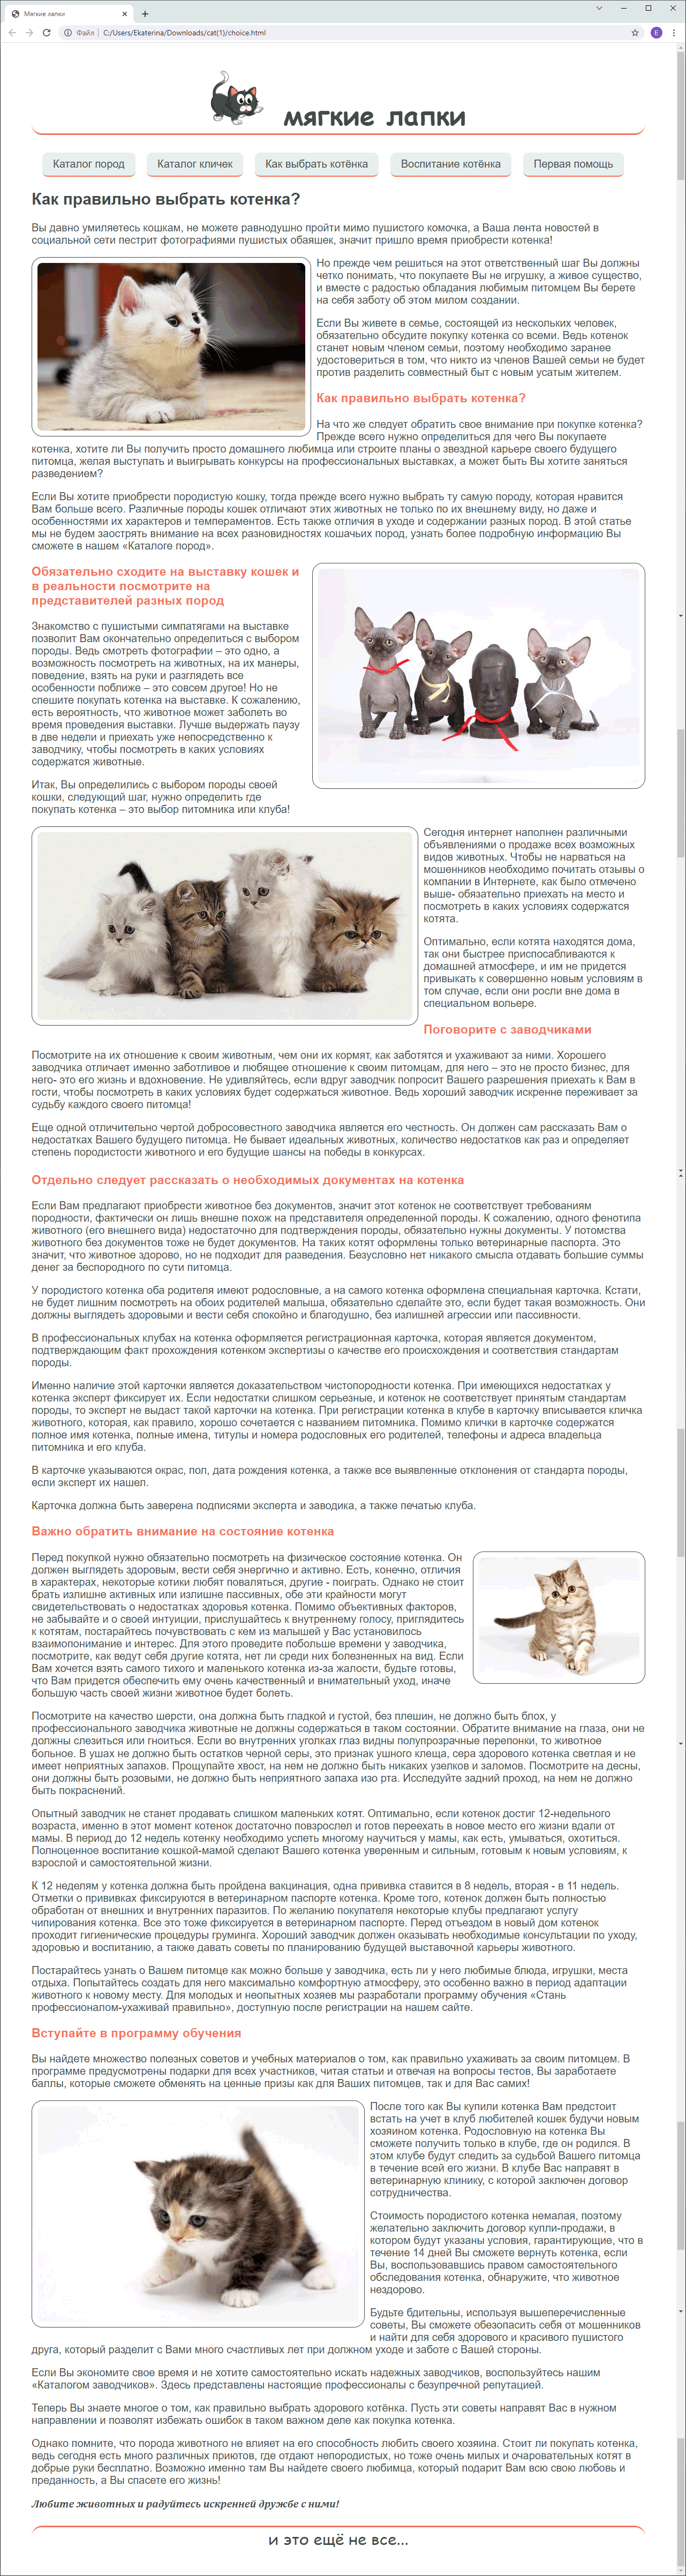 Мягкие лапки
Файл C:/Users/Ekaterina/Downloads/cat(1)/choice.html
E
мягкие лапки
Каталог пород Каталог кличек Как выбрать котёнка Воспитание котёнка Первая помощь
Как правильно выбрать котенка?
Вы давно умиляетесь кошкам, не можете равнодушно пройти мимо пушистого комочка, а Ваша лента новостей в
социальной сети пестрит фотографиями пушистых обаяшек, значит пришло время приобрести котенка!
Но прежде чем решиться на этот ответственный шаг Вы должны
четко понимать, что покупаете Вы не игрушку, а живое существо,
и вместе с радостью обладания любимым питомцем Вы берете
на себя заботу об этом милом создании.
Если Вы живете в семье, состоящей из нескольких человек,
обязательно обсудите покупку котенка со всеми. Ведь котенок
станет новым членом семьи, поэтому необходимо заранее
удостовериться в том, что никто из членов Вашей семьи не будет
против разделить совместный быт с новым усатым жителем.
Как правильно выбрать котенка?
На что же следует обратить свое внимание при покупке котенка?
Прежде всего нужно определиться для чего Вы покупаете
котенка, хотите ли Вы получить просто домашнего любимца или строите планы о звездной карьере своего будущего
питомца, желая выступать и выигрывать конкурсы на профессиональных выставках, а может быть Вы хотите заняться
разведением?
Если Вы хотите приобрести породистую кошку, тогда прежде всего нужно выбрать ту самую породу, которая нравится
Вам больше всего. Различные породы кошек отличают этих животных не только по их внешнему виду, но даже и
особенностями их характеров и темпераментов. Есть также отличия в уходе и содержании разных пород. В этой статье
мы не будем заострять внимание на всех разновидностях кошачьих пород, узнать более подробную информацию Вы
сможете в нашем «Каталоге пород».
Обязательно сходите на выставку кошек и
в реальности посмотрите на
представителей разных пород
Знакомство с пушистыми симпатягами на выставке
позволит Вам окончательно определиться с выбором
породы. Ведь смотреть фотографии – это одно, а
возможность посмотреть на животных, на их манеры,
поведение, взять на руки и разглядеть все
особенности поближе – это совсем другое! Но не
спешите покупать котенка на выставке. К сожалению,
есть вероятность, что животное может заболеть во
время проведения выставки. Лучше выдержать паузу
в две недели и приехать уже непосредственно к
заводчику, чтобы посмотреть в каких условиях
содержатся животные.
Итак, Вы определились с выбором породы своей
кошки, следующий шаг, нужно определить где
покупать котенка – это выбор питомника или клуба!
Сегодня интернет наполнен различными
объявлениями о продаже всех возможных
видов животных. Чтобы не нарваться на
мошенников необходимо почитать отзывы о
компании в Интернете, как было отмечено
выше- обязательно приехать на место и
посмотреть в каких условиях содержатся
котята.
Оптимально, если котята находятся дома,
так они быстрее приспосабливаются к
домашней атмосфере, и им не придется
привыкать к совершенно новым условиям в
том случае, если они росли вне дома в
специальном вольере.
Поговорите с заводчиками
Посмотрите на их отношение к своим животным, чем они их кормят, как заботятся и ухаживают за ними. Хорошего
заводчика отличает именно заботливое и любящее отношение к своим питомцам, для него – это не просто бизнес, для
него- это его жизнь и вдохновение. Не удивляйтесь, если вдруг заводчик попросит Вашего разрешения приехать к Вам в
гости, чтобы посмотреть в каких условиях будет содержаться животное. Ведь хороший заводчик искренне переживает за
судьбу каждого своего питомца!
Еще одной отличительно чертой добросовестного заводчика является его честность. Он должен сам рассказать Вам о
недостатках Вашего будущего питомца. Не бывает идеальных животных, количество недостатков как раз и определяет
степень породистости животного и его будущие шансы на победы в конкурсах.
Отдельно следует рассказать о необходимых документах на котенка
Если Вам предлагают приобрести животное без документов, значит этот котенок не соответствует требованиям
породности, фактически он лишь внешне похож на представителя определенной породы. К сожалению, одного фенотипа
животного (его внешнего вида) недостаточно для подтверждения породы, обязательно нужны документы. У потомства
животного без документов тоже не будет документов. На таких котят оформлены только ветеринарные паспорта. Это
значит, что животное здорово, но не подходит для разведения. Безусловно нет никакого смысла отдавать большие суммы
денег за беспородного по сути питомца.
У породистого котенка оба родителя имеют родословные, а на самого котенка оформлена специальная карточка. Кстати,
не будет лишним посмотреть на обоих родителей малыша, обязательно сделайте это, если будет такая возможность. Они
должны выглядеть здоровыми и вести себя спокойно и благодушно, без излишней агрессии или пассивности.
В профессиональных клубах на котенка оформляется регистрационная карточка, которая является документом,
подтверждающим факт прохождения котенком экспертизы о качестве его происхождения и соответствия стандартам
породы.
Именно наличие этой карточки является доказательством чистопородности котенка. При имеющихся недостатках у
котенка эксперт фиксирует их. Если недостатки слишком серьезные, и котенок не соответствует принятым стандартам
породы, то эксперт не выдаст такой карточки на котенка. При регистрации котенка в клубе в карточку вписывается кличка
животного, которая, как правило, хорошо сочетается с названием питомника. Помимо клички в карточке содержатся
полное имя котенка, полные имена, титулы и номера родословных его родителей, телефоны и адреса владельца
питомника и его клуба.
В карточке указываются окрас, пол, дата рождения котенка, а также все выявленные отклонения от стандарта породы,
если эксперт их нашел.
Карточка должна быть заверена подписями эксперта и заводика, а также печатью клуба.
Важно обратить внимание на состояние котенка
Перед покупкой нужно обязательно посмотреть на физическое состояние котенка. Он
должен выглядеть здоровым, вести себя энергично и активно. Есть, конечно, отличия
в характерах, некоторые котики любят поваляться, другие - поиграть. Однако не стоит
брать излишне активных или излишне пассивных, обе эти крайности могут
свидетельствовать о недостатках здоровья котенка. Помимо объективных факторов,
не забывайте и о своей интуиции, прислушайтесь к внутреннему голосу, приглядитесь
к котятам, постарайтесь почувствовать с кем из малышей у Вас установилось
взаимопонимание и интерес. Для этого проведите побольше времени у заводчика,
посмотрите, как ведут себя другие котята, нет ли среди них болезненных на вид. Если
Вам хочется взять самого тихого и маленького котенка из-за жалости, будьте готовы,
что Вам придется обеспечить ему очень качественный и внимательный уход, иначе
большую часть своей жизни животное будет болеть.
Посмотрите на качество шерсти, она должна быть гладкой и густой, без плешин, не должно быть блох, у
профессионального заводчика животные не должны содержаться в таком состоянии. Обратите внимание на глаза, они не
должны слезиться или гноиться. Если во внутренних уголках глаз видны полупрозрачные перепонки, то животное
больное. В ушах не должно быть остатков черной серы, это признак ушного клеща, сера здорового котенка светлая и не
имеет неприятных запахов. Прощупайте хвост, на нем не должно быть никаких узелков и заломов. Посмотрите на десны,
они должны быть розовыми, не должно быть неприятного запаха изо рта. Исследуйте задний проход, на нем не должно
быть покраснений.
Опытный заводчик не станет продавать слишком маленьких котят. Оптимально, если котенок достиг 12-недельного
возраста, именно в этот момент котенок достаточно повзрослел и готов переехать в новое место его жизни вдали от
мамы. В период до 12 недель котенку необходимо успеть многому научиться у мамы, как есть, умываться, охотиться.
Полноценное воспитание кошкой-мамой сделают Вашего котенка уверенным и сильным, готовым к новым условиям, к
взрослой и самостоятельной жизни.
К 12 неделям у котенка должна быть пройдена вакцинация, одна прививка ставится в 8 недель, вторая - в 11 недель.
Отметки о прививках фиксируются в ветеринарном паспорте котенка. Кроме того, котенок должен быть полностью
обработан от внешних и внутренних паразитов. По желанию покупателя некоторые клубы предлагают услугу
чипирования котенка. Все это тоже фиксируется в ветеринарном паспорте. Перед отъездом в новый дом котенок
проходит гигиенические процедуры груминга. Хороший заводчик должен оказывать необходимые консультации по уходу,
здоровью и воспитанию, а также давать советы по планированию будущей выставочной карьеры животного.
Постарайтесь узнать о Вашем питомце как можно больше у заводчика, есть ли у него любимые блюда, игрушки, места
отдыха. Попытайтесь создать для него максимально комфортную атмосферу, это особенно важно в период адаптации
животного к новому месту. Для молодых и неопытных хозяев мы разработали программу обучения «Стань
профессионалом-ухаживай правильно», доступную после регистрации на нашем сайте.
Вступайте в программу обучения
Вы найдете множество полезных советов и учебных материалов о том, как правильно ухаживать за своим питомцем. В
программе предусмотрены подарки для всех участников, читая статьи и отвечая на вопросы тестов, Вы заработаете
баллы, которые сможете обменять на ценные призы как для Ваших питомцев, так и для Вас самих!
После того как Вы купили котенка Вам предстоит
встать на учет в клуб любителей кошек будучи новым
хозяином котенка. Родословную на котенка Вы
сможете получить только в клубе, где он родился. В
этом клубе будут следить за судьбой Вашего питомца
в течение всей его жизни. В клубе Вас направят в
ветеринарную клинику, с которой заключен договор
сотрудничества.
Стоимость породистого котенка немалая, поэтому
желательно заключить договор купли-продажи, в
котором будут указаны условия, гарантирующие, что в
течение 14 дней Вы сможете вернуть котенка, если
Вы, воспользовавшись правом самостоятельного
обследования котенка, обнаружите, что животное
нездорово.
Будьте бдительны, используя вышеперечисленные
советы, Вы сможете обезопасить себя от мошенников
и найти для себя здорового и красивого пушистого
друга, который разделит с Вами много счастливых лет при должном уходе и заботе с Вашей стороны.
Если Вы экономите свое время и не хотите самостоятельно искать надежных заводчиков, воспользуйтесь нашим
«Каталогом заводчиков». Здесь представлены настоящие профессионалы с безупречной репутацией.
Теперь Вы знаете многое о том, как правильно выбрать здорового котёнка. Пусть эти советы направят Вас в нужном
направлении и позволят избежать ошибок в таком важном деле как покупка котенка.
Однако помните, что порода животного не влияет на его способность любить своего хозяина. Стоит ли покупать котенка,
ведь сегодня есть много различных приютов, где отдают непородистых, но тоже очень милых и очаровательных котят в
добрые руки бесплатно. Возможно именно там Вы найдете своего любимца, который подарит Вам всю свою любовь и
преданность, а Вы спасете его жизнь!
Любите животных и радуйтесь искренней дружбе с ними!
и это ещё не все...